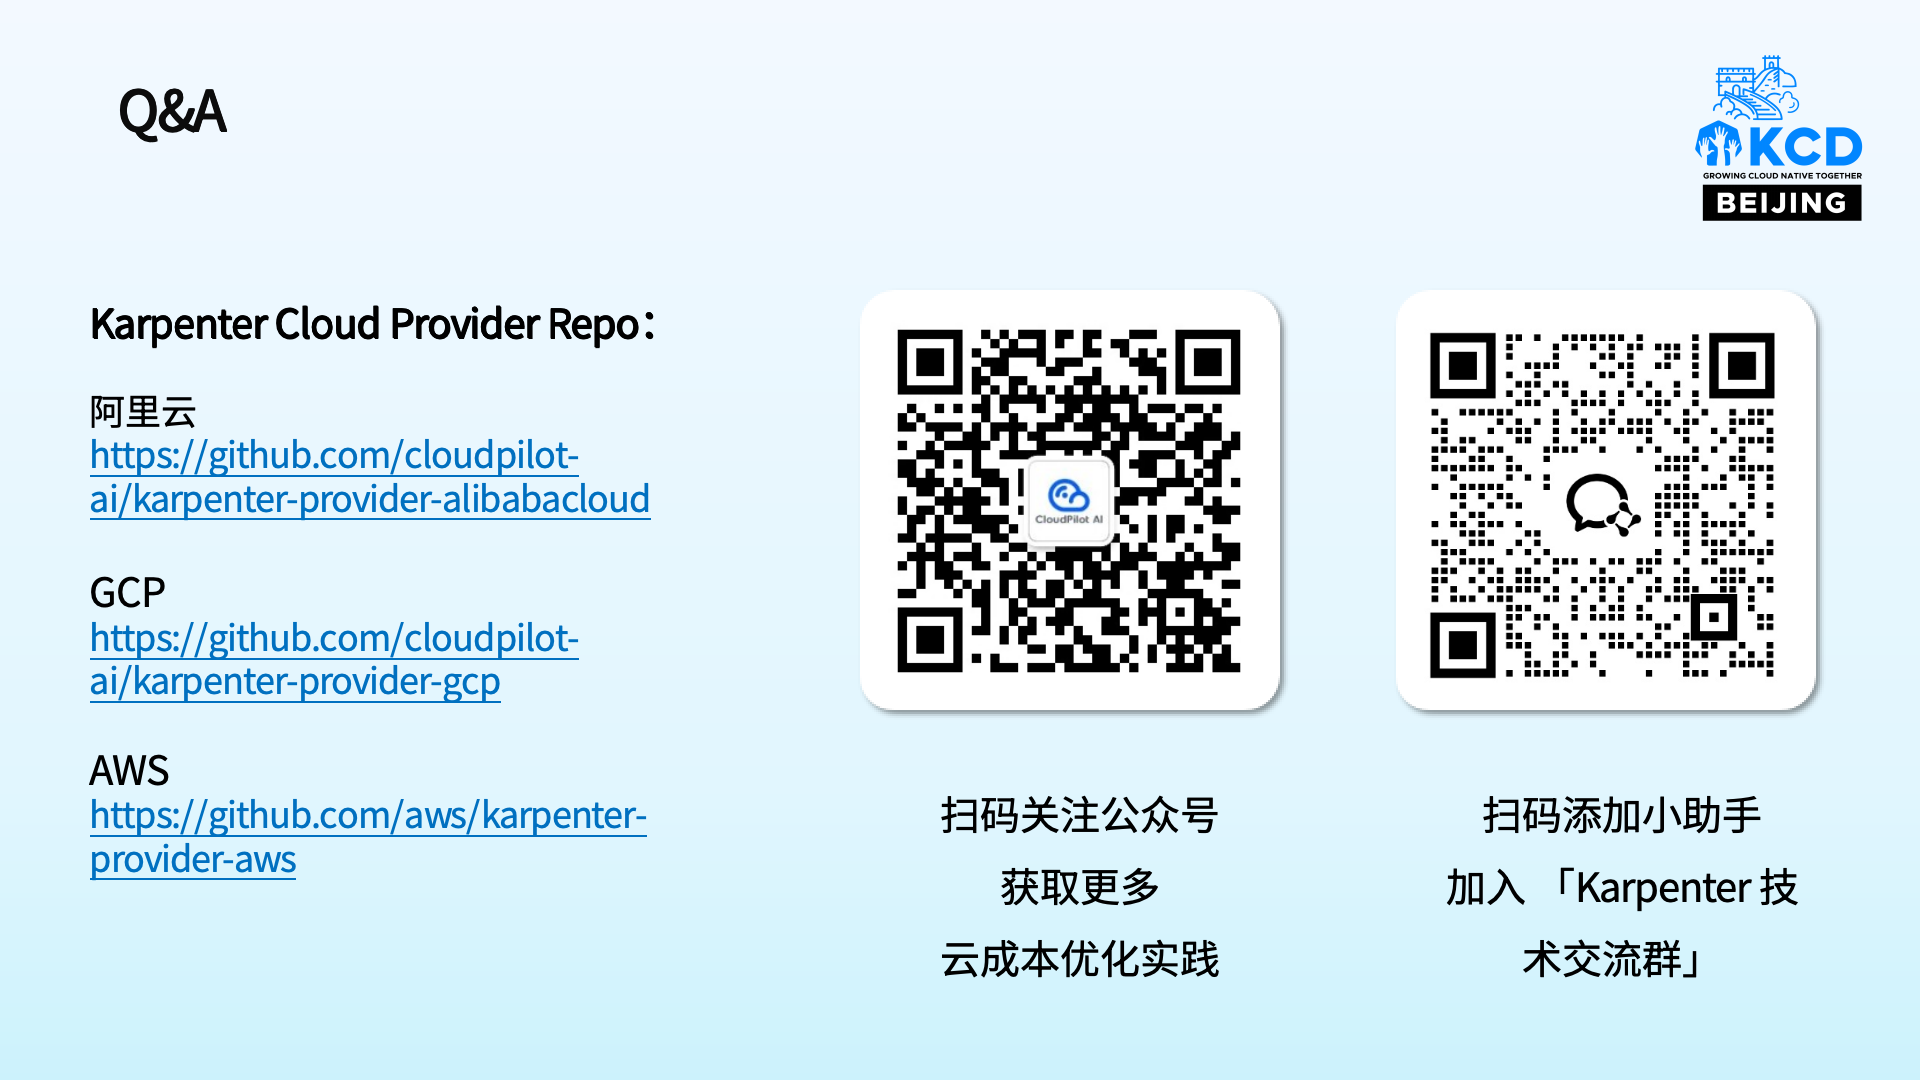 Q&A
KCD
GROWING CLOUD NATIVE TOGETHER
BEIJING
Karpenter Cloud Provider Repo：
阿里云
https://github.com/cloudpilot-
ai/karpenter-provider-alibabacloud
GCP
https://github.com/cloudpilot-
ai/karpenter-provider-gcp
AWS
https://github.com/aws/karpenter-
provider-aws
CloudPilot AI
扫码关注公众号
获取更多
云成本优化实践
扫码添加小助手
加入 「Karpenter 技
术交流群」